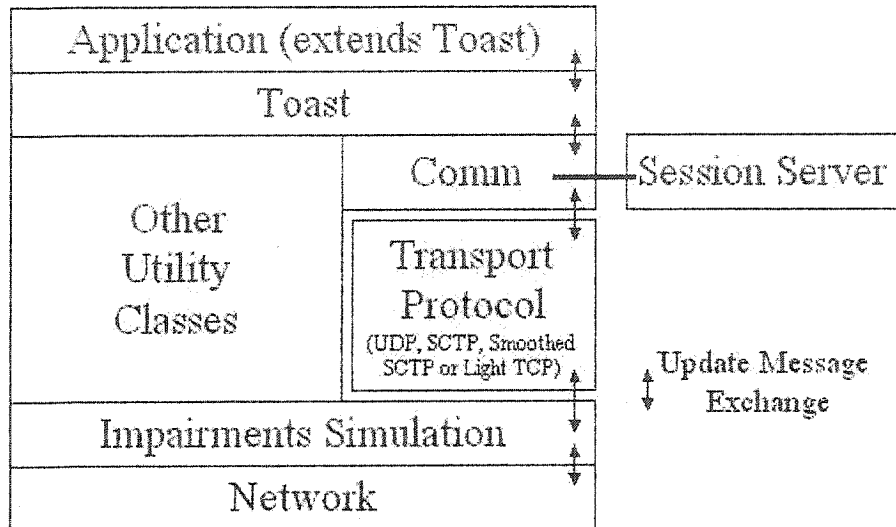 Application (extends Toast)
Toast
Comm
Session Server
Other
Utility
Classes
Transport
Protocol
(UDP, SCTP, Smoothed
SCTP or Light TCP)
Update Message
Exchange
Impairments Simulation
Network